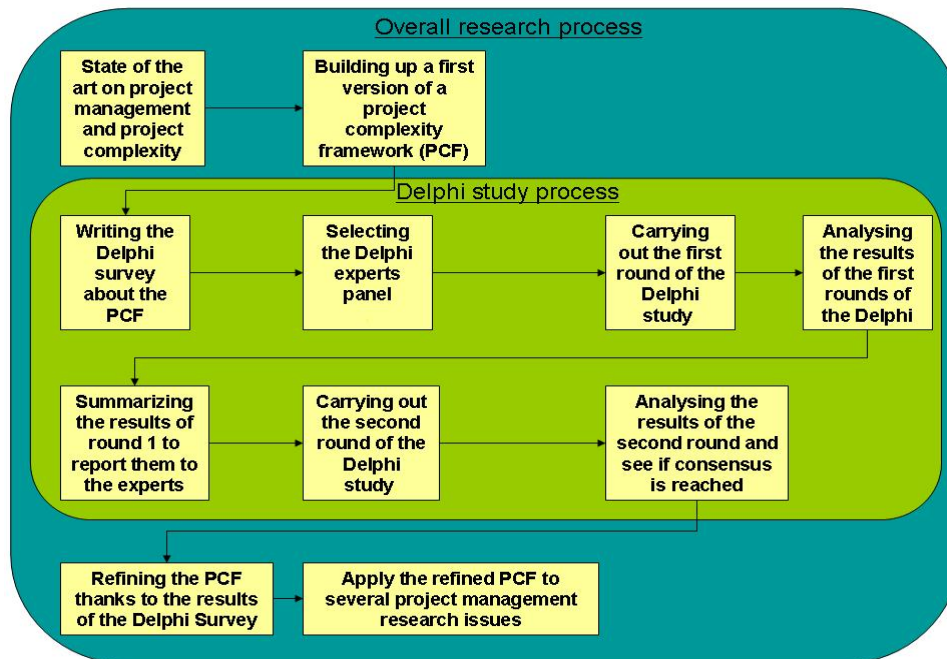 Overall research process
State of the
art on project
management
and project
complexity
Building up a first
version of a
project
complexity
framework (PCF)
Delphi study process
Writing the
Delphi
survey
about the
PCF
Selecting
the Delphi
experts
panel
Carrying
out the first
round of the
Delphi
study
Analysing
the results
of the first
rounds of
the Delphi
Summarizing
the results of
round 1 to
report them to
the experts
Carrying out
the second
round of the
Delphi
study
Analysing the
results of the
second round and
see if consensus
is reached
Refining the PCF
thanks to the results
of the Delphi Survey
Apply the refined PCF to
several project management
research issues